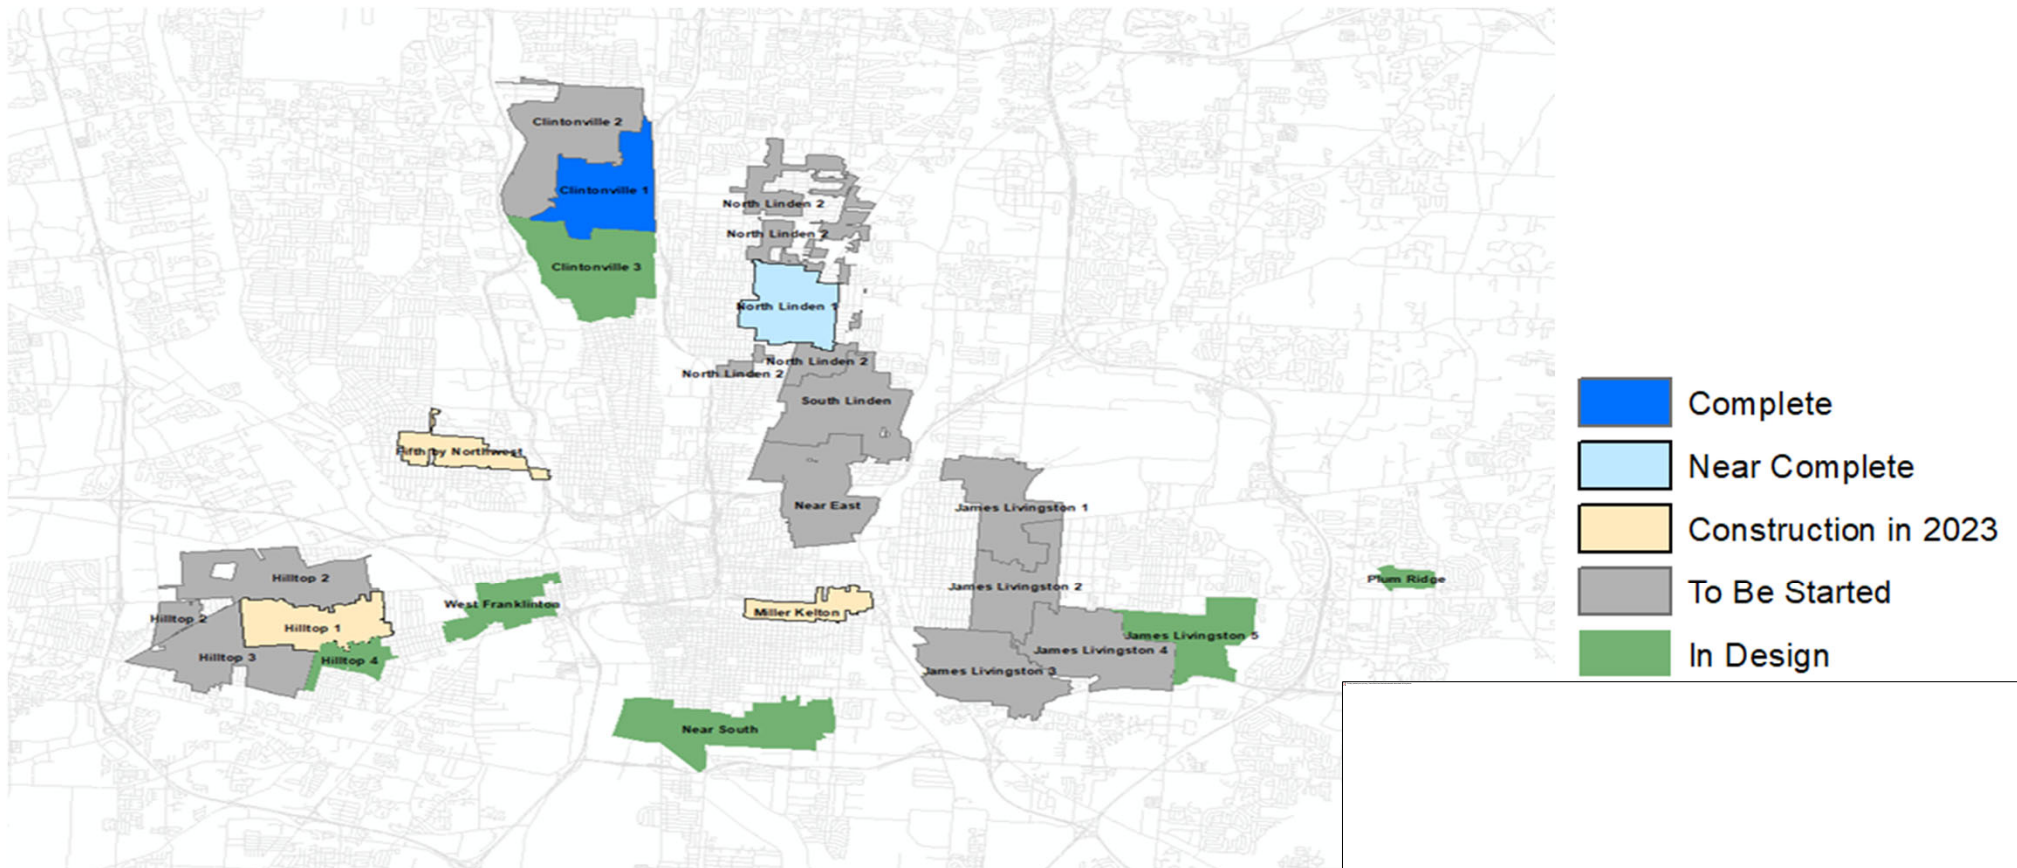 Clintonville 2
Clintonville 1
North Linden 2
North Linden 2
Clintonville 3
North Linden 1
North Linden 2
North Linden 2
South Linden
Fifth by Northwest
Near East
James Livingston 1
Hilltop 2
James Livingston 2
Plum Ridge
West Franklinton
Miller Kelton
Hilltop 2
Hilltop 1
James Livingston 5
James Livingston 4
Hilltop 3
Hilltop 4
James Livingston 3
Near South
Complete
Near Complete
Construction in 2023
To Be Started
In Design